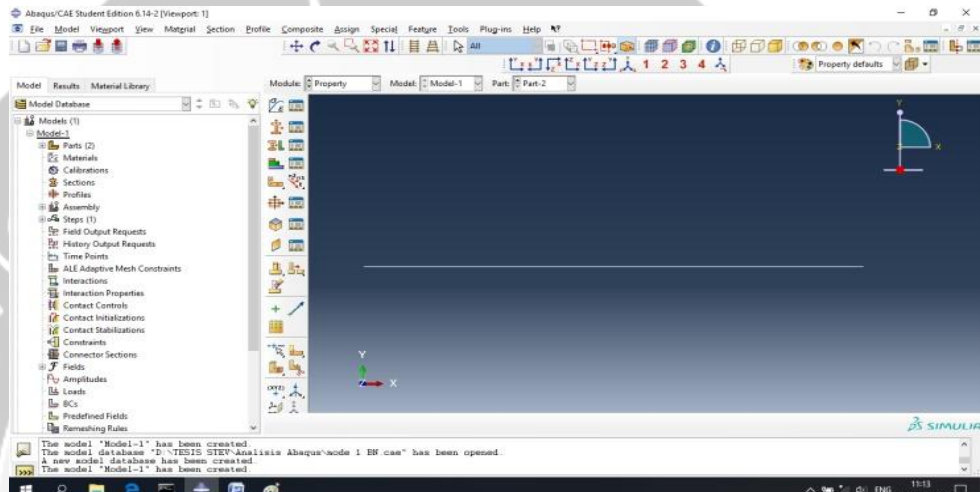 Abaqus/CAE Student Edition 6.14-2 [Viewport: 1]
File Model Viewport View Material Section Profile Composite Assign Special Feature Tools Plug-ins Help
All
1 2 3 4
Property defaults
Model Results Material Library
Module: Property Model: Model-1 Part: Part-2
Model Database
Models (1)
Model-1
Parts (2)
Materials
Calibrations
Sections
Profiles
Assembly
Steps (1)
Field Output Requests
History Output Requests
Time Points
ALE Adaptive Mesh Constraints
Interactions
Interaction Properties
Contact Controls
Contact Initializations
Contact Stabilizations
Constraints
Connector Sections
Fields
Amplitudes
Loads
BCs
Predefined Fields
Remeshing Rules
Y
X
Y
X
SIMULIA
The model "Model-1" has been created.
The model database "D:\TESIS STEV\Analisis Abaqus\mode 1 BN.cae" has been opened.
A new model database has been created.
The model "Model-1" has been created.
ENG
11:13